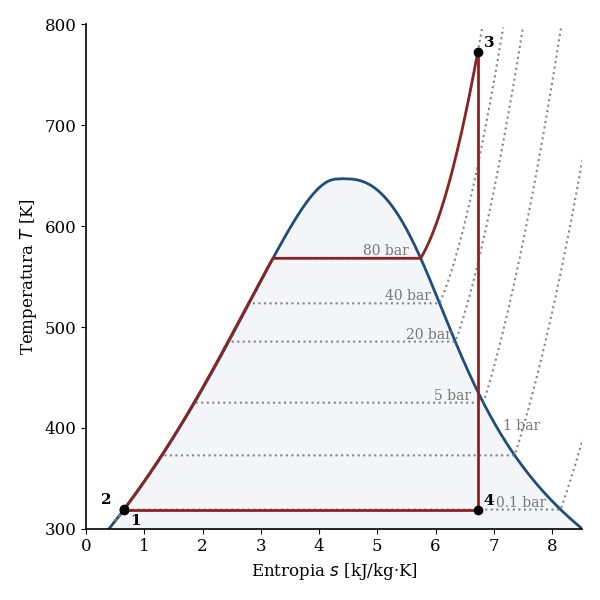 800
700
600
500
400
300
Temperatura T [K]
3
80 bar
40 bar
20 bar
5 bar
1 bar
0.1 bar
4
2
1
0 1 2 3 4 5 6 7 8
Entropia s [kJ/kg·K]